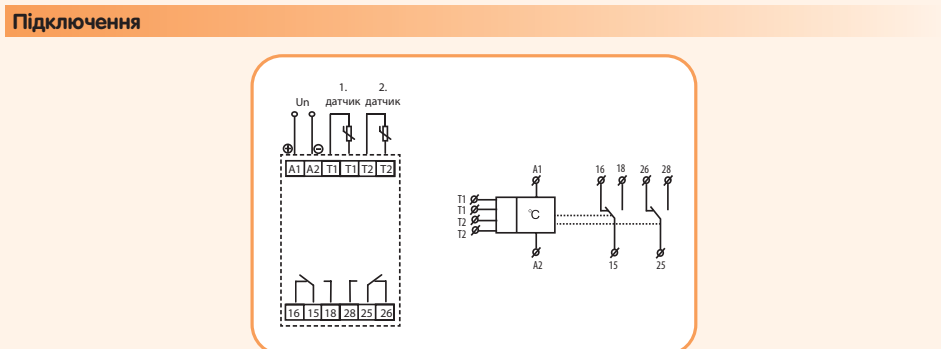 Підключення
1. 2.
Un датчик датчик
⊕ ⊖
A1 A2 T1 T1 T2 T2
16 15 18 28 25 26
A1 16 18 26 28
T1
T1
T2
T2
°C
A2 15 25